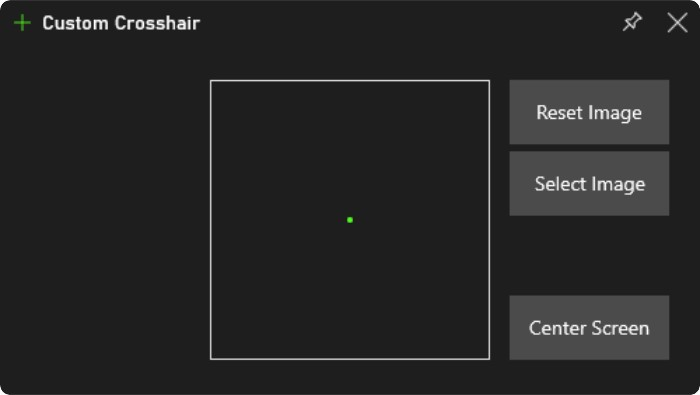 Custom Crosshair
Reset Image
Select Image
Center Screen